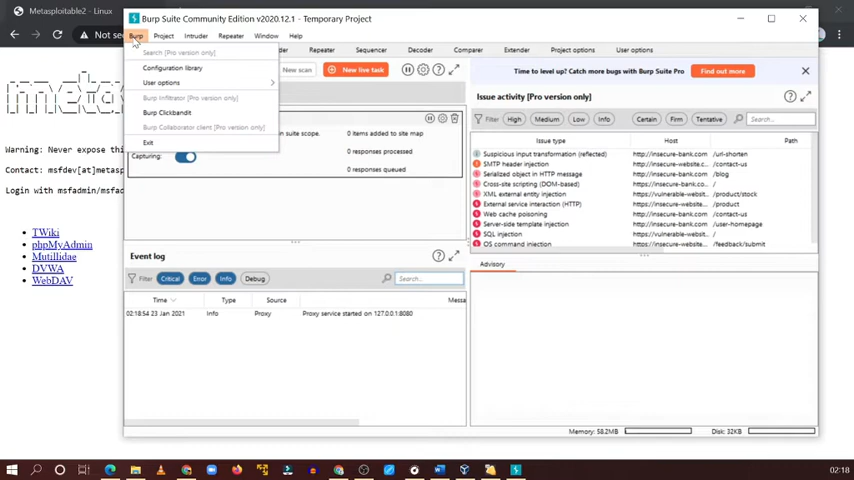 Metasploitable2 - Linux
Not sec
Warning: Never expose thi
Contact: msfdev[at]metasp
Login with msfadmin/msfad
TWiki
phpMyAdmin
Mutillidae
DVWA
WebDAV
Burp Suite Community Edition v2020.12.1 - Temporary Project
Burp Project Intruder Repeater Window Help
Search [Pro version only]
Configuration library
User options
Burp Infiltrator [Pro version only]
Burp Clickbandit
Burp Collaborator client [Pro version only]
Exit
Repeater Sequencer Decoder Comparer Extender Project options User options
New scan New live task
suite scope. 0 items added to site map
0 responses processed
Capturing: 0 responses queued
Event log
Filter Critical Error Info Debug Search...
Time Type Source Messa
02:18:54 23 Jan 2021 Info Proxy Proxy service started on 127.0.0.1:8080
Time to level up? Catch more bugs with Burp Suite Pro Find out more
Issue activity [Pro version only]
Filter High Medium Low Info Certain Firm Tentative Search...
Issue type Host Path
Suspicious input transformation (reflected) http://insecure-bank.com /url-shorten
SMTP header injection http://insecure-website... /contact-us
Serialized object in HTTP message http://insecure-bank.com /blog
Cross-site scripting (DOM-based) http://insecure-website... /
XML external entity injection http://insecure-website... /product/stock
External service interaction (HTTP) http://insecure-website... /product
Web cache poisoning http://insecure-bank.com /contact-us
Server-side template injection http://insecure-bank.com /user-homepage
SQL injection http://vulnerable-websit... /
OS command injection http://insecure-website... /feedback/submit
Advisory
Memory: 58.2MB Disk: 32KB
02:18